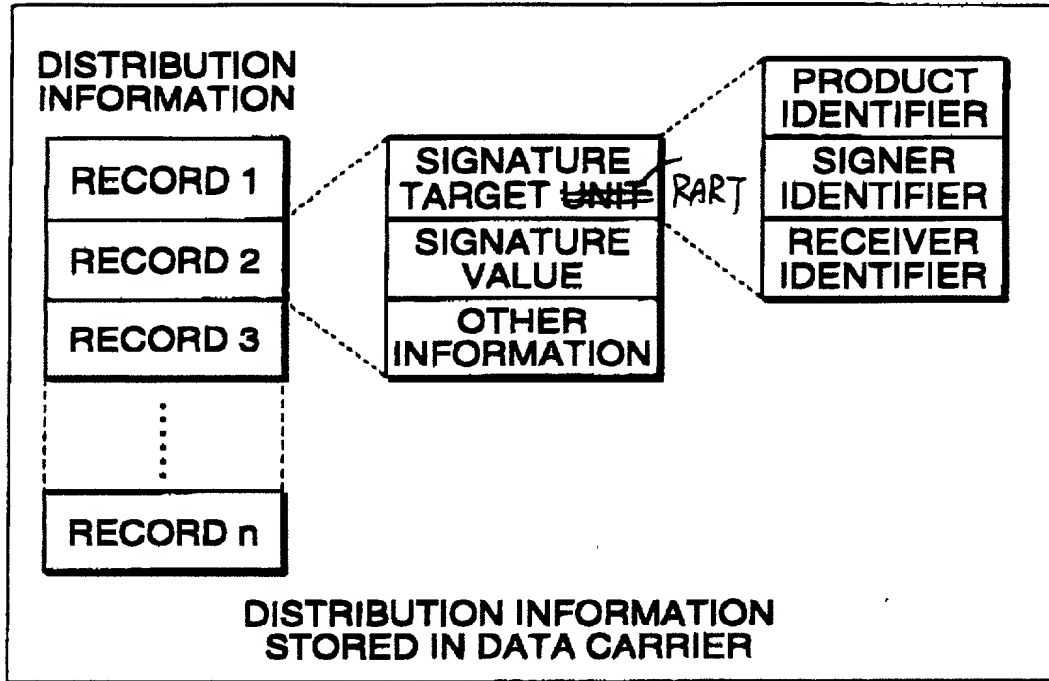 DISTRIBUTION
INFORMATION
RECORD 1
RECORD 2
RECORD 3
RECORD n
SIGNATURE
TARGET UNIT RART
SIGNATURE
VALUE
OTHER
INFORMATION
PRODUCT
IDENTIFIER
SIGNER
IDENTIFIER
RECEIVER
IDENTIFIER
DISTRIBUTION INFORMATION
STORED IN DATA CARRIER